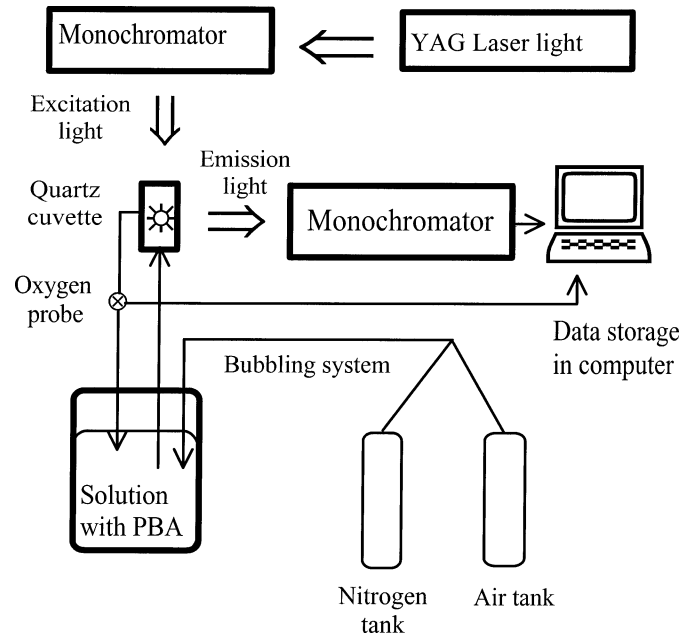 Monochromator
YAG Laser light
Excitation
light
Emission
light
Quartz
cuvette
Monochromator
Oxygen
probe
Data storage
in computer
Bubbling system
Solution
with PBA
Nitrogen
tank
Air tank